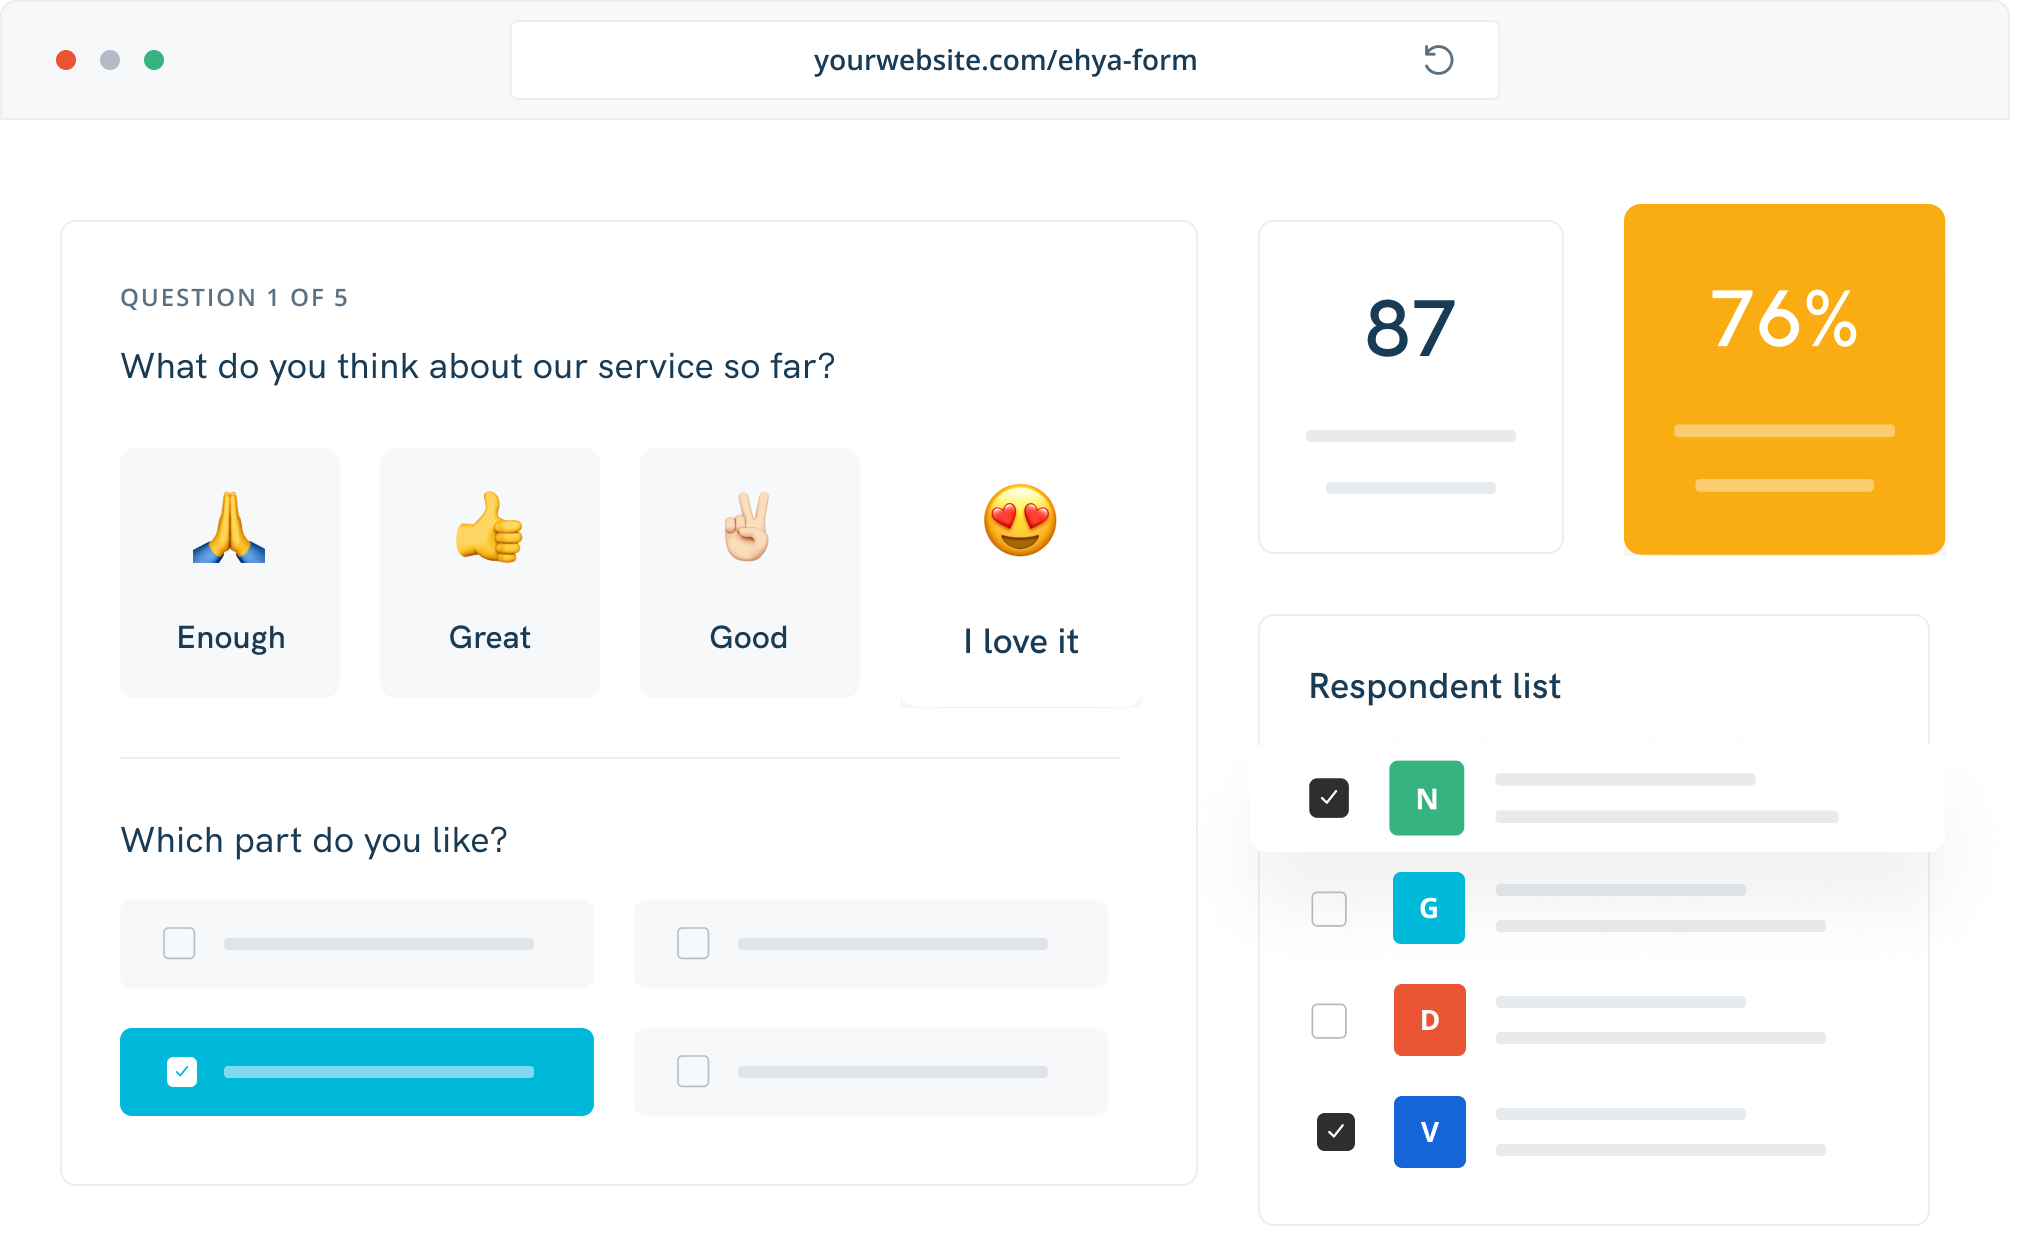 yourwebsite.com/ehya-form
QUESTION 1 OF 5
What do you think about our service so far?
Enough
Great
Good
I love it
Which part do you like?
87
76%
Respondent list
N
G
D
V